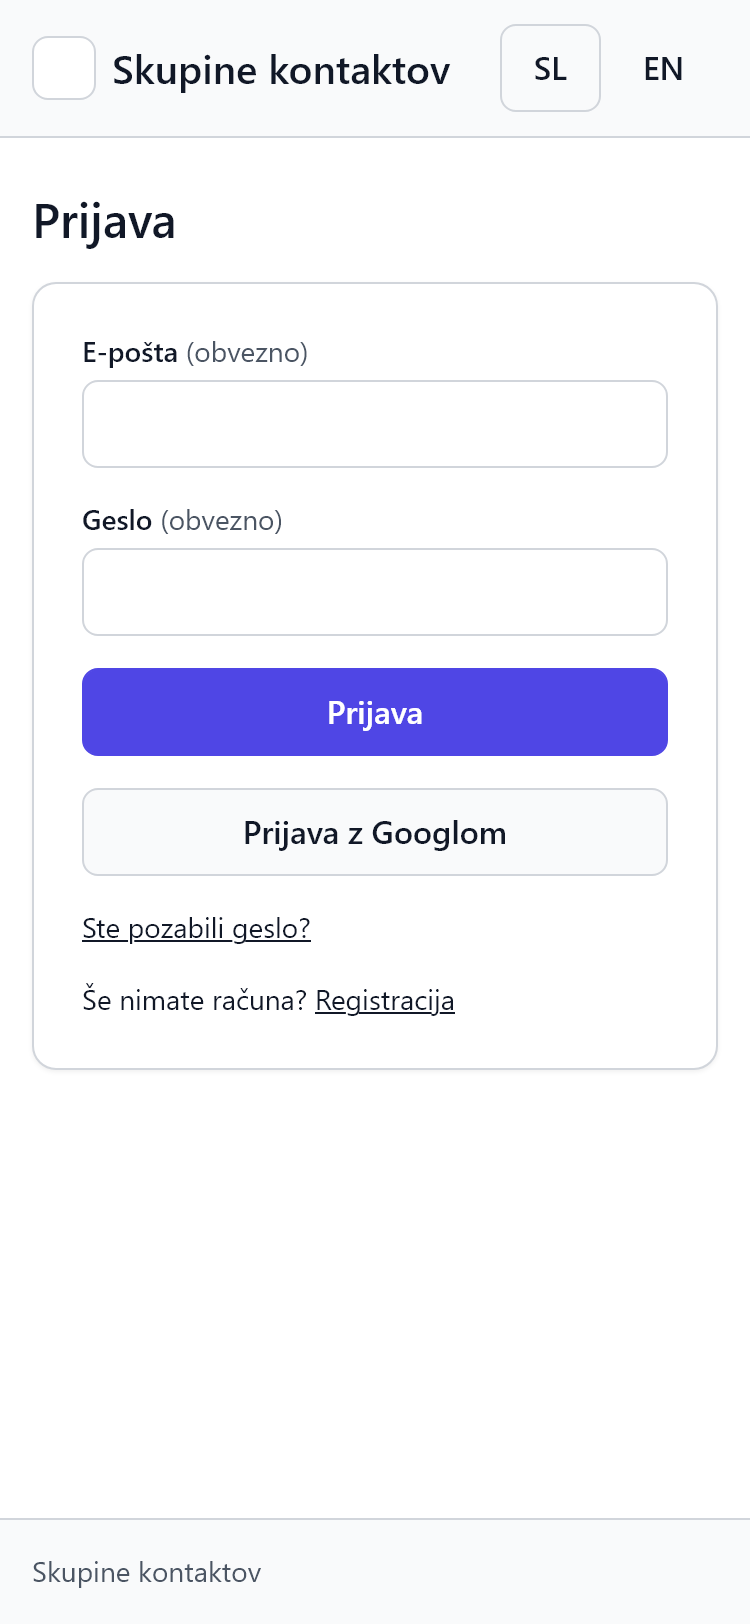 Skupine kontaktov
SL
EN
Prijava
E-pošta (obvezno)
Geslo (obvezno)
Prijava
Prijava z Googlom
Ste pozabili geslo?
Še nimate računa? Registracija
Skupine kontaktov